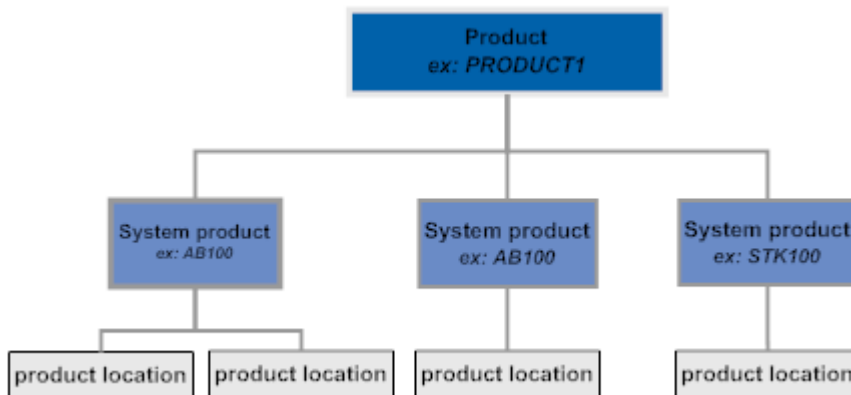 Product
ex: PRODUCT1
System product
ex: AB100
System product
ex: AB100
System product
ex: STK100
product location
product location
product location
product location